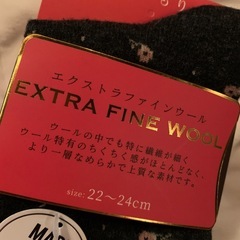 り
エクストラファインウール
EXTRA FINE WOOL
ウールの中でも特に繊維が細く
ウール特有のちくちく感がほとんどなく、
より一層なめらかで上質な素材です。
size: 22~24cm
MAD